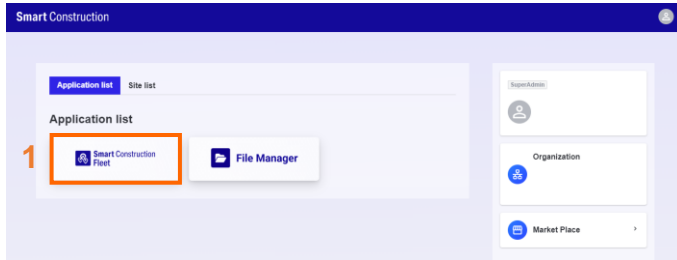 Smart Construction
Application list
Site list
Application list
1
Smart Construction
Fleet
File Manager
SuperAdmin
Organization
Market Place